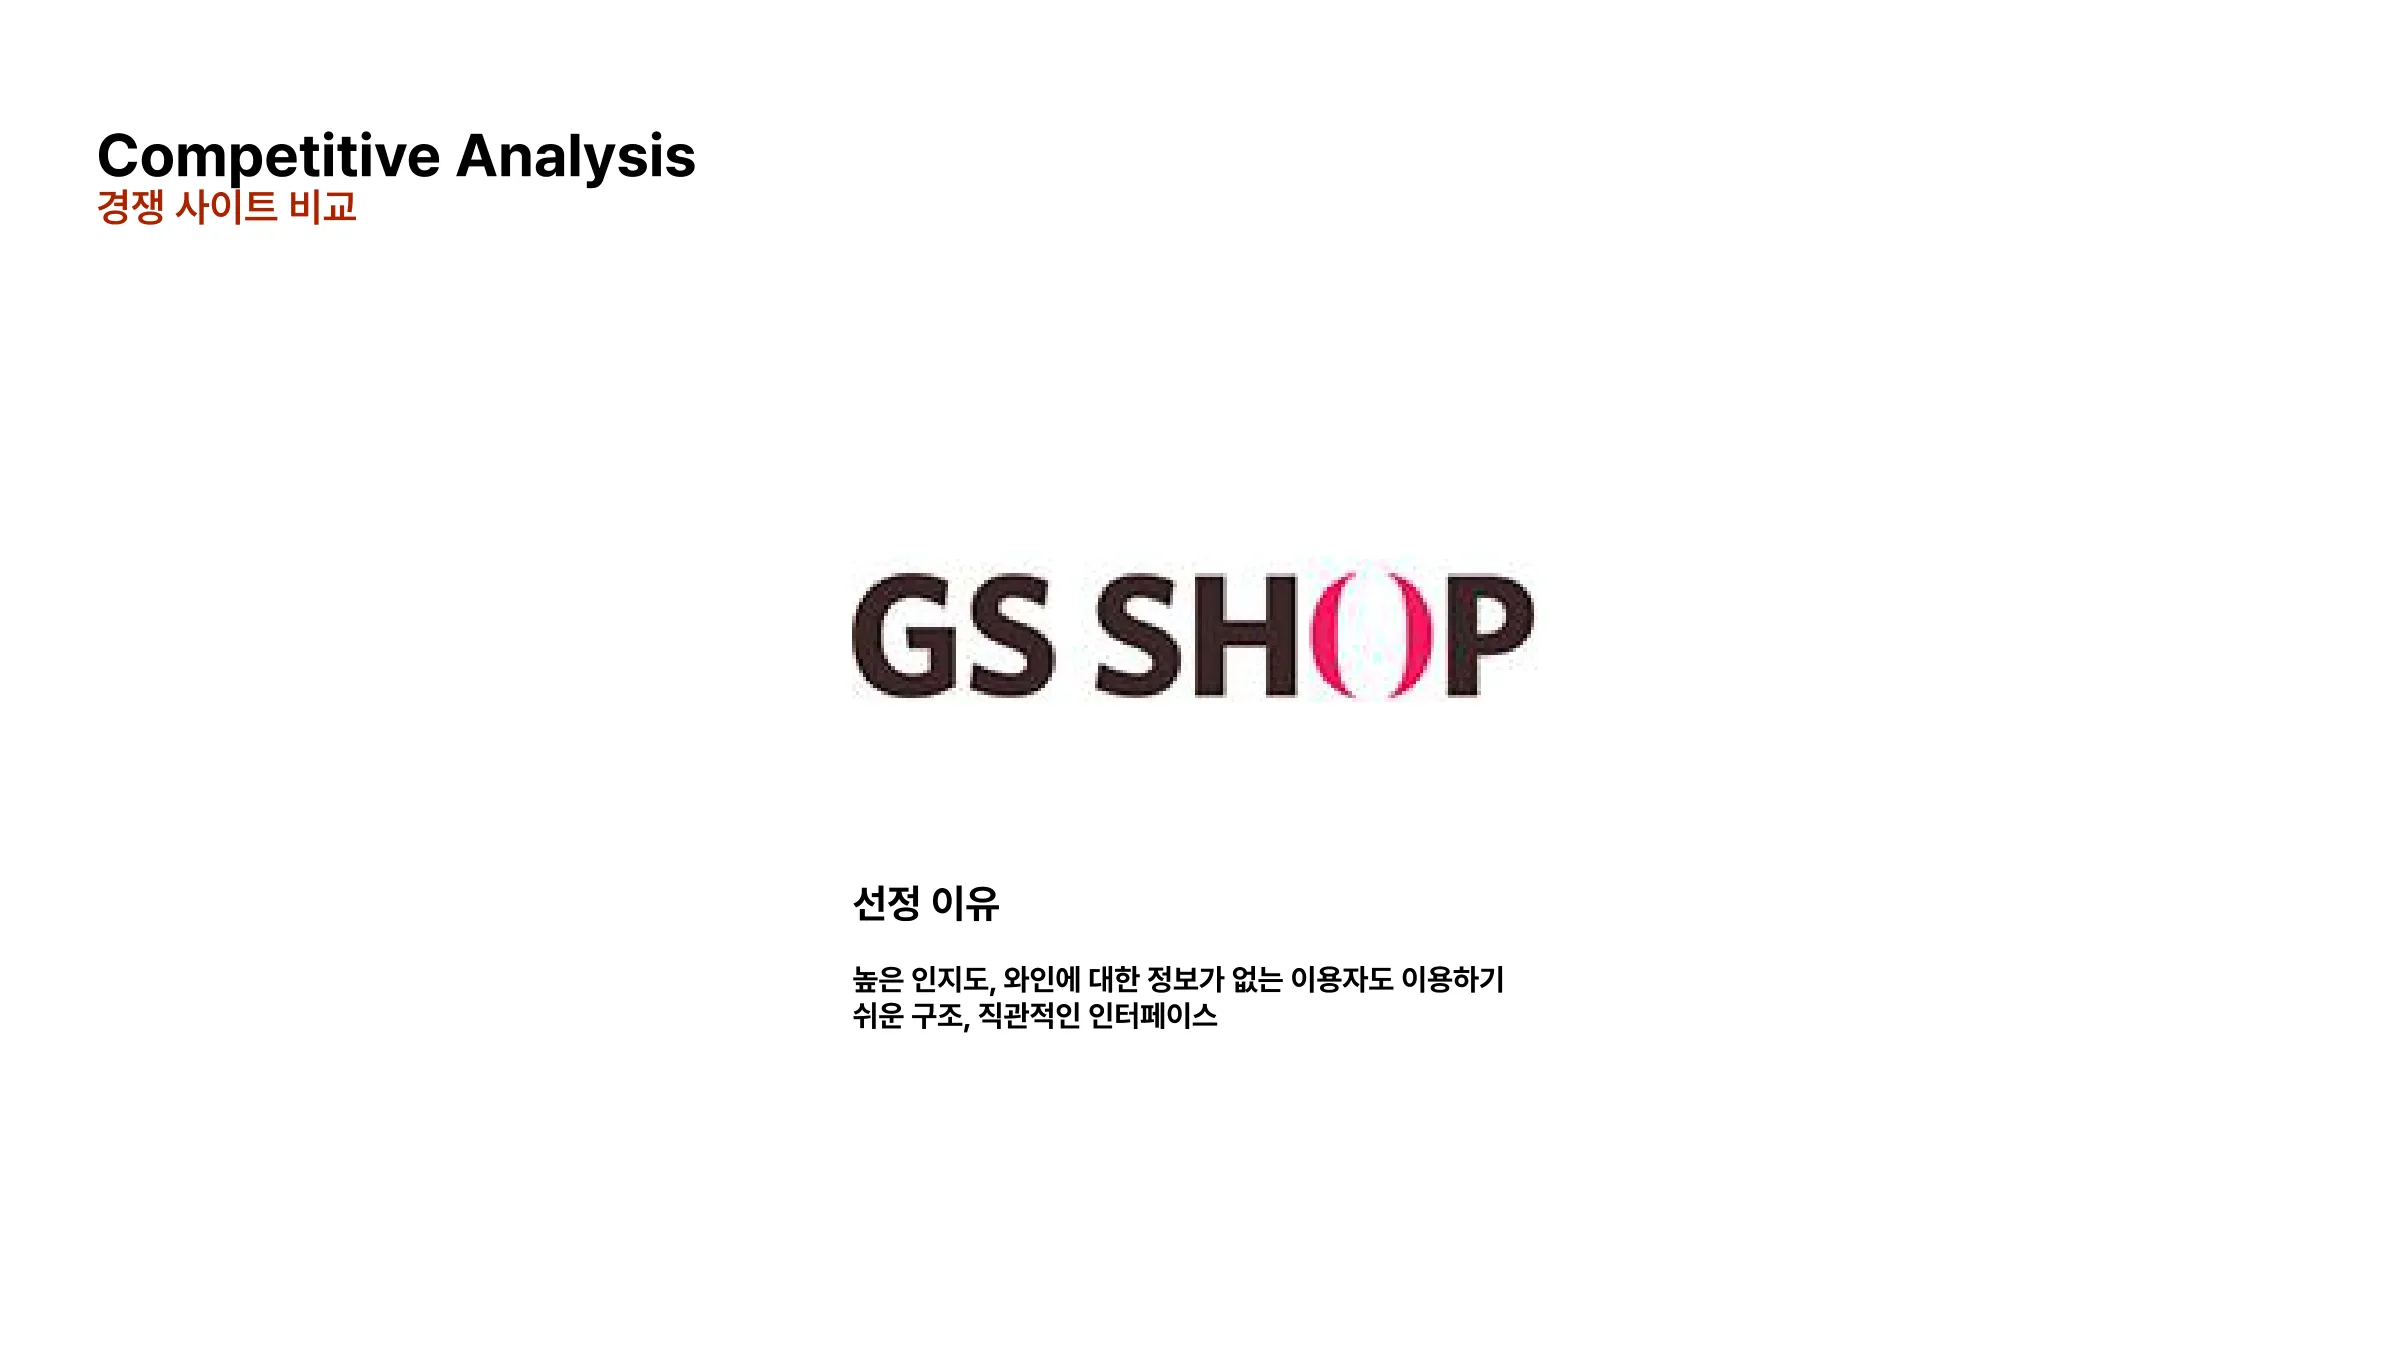 Competitive Analysis
경쟁 사이트 비교
GS SHOP
선정 이유
높은 인지도, 와인에 대한 정보가 없는 이용자도 이용하기
쉬운 구조, 직관적인 인터페이스